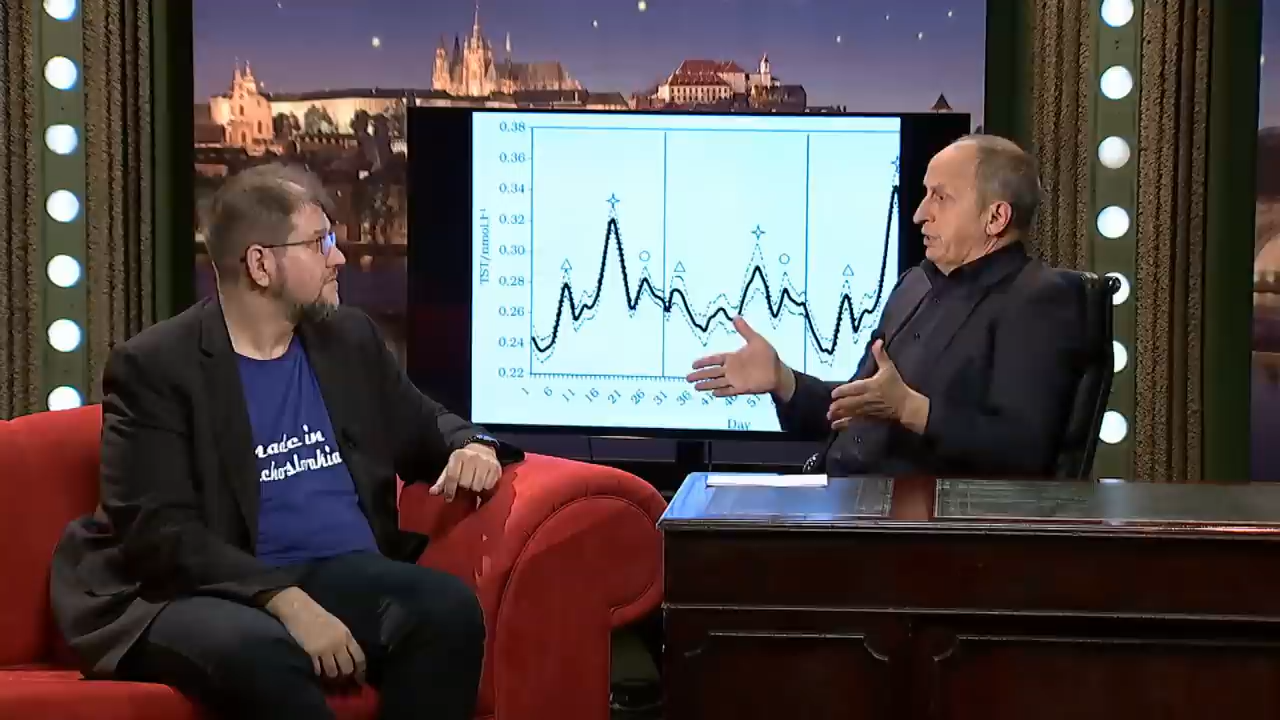 0.38
0.36
0.34
0.32
0.30
0.28
0.26
0.24
0.22
TST/nmol.l⁻¹
1 6 11 16 21 26 31 36
Day
made in
choslovakia